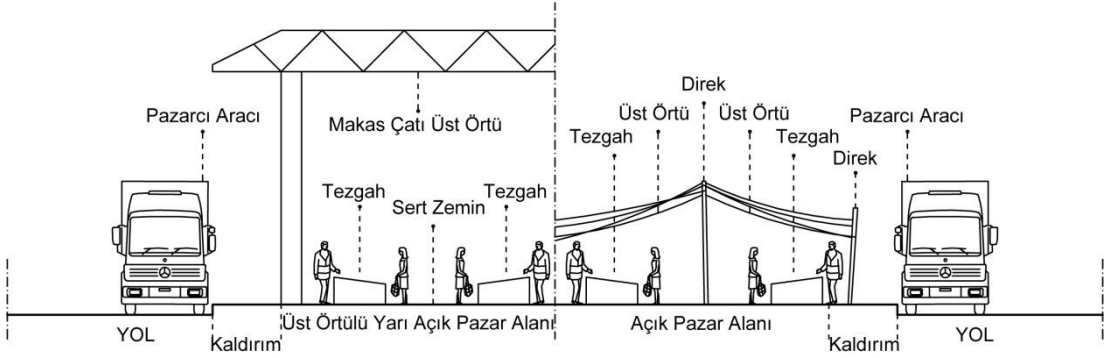 Direk
Pazarcı Aracı
Makas Çatı Üst Örtü
Üst Örtü
Üst Örtü
Pazarcı Aracı
Tezgah
Tezgah
Direk
Tezgah
Sert Zemin
Tezgah
YOL
Kaldırım
Üst Örtülü Yarı Açık Pazar Alanı
Açık Pazar Alanı
Kaldırım
YOL